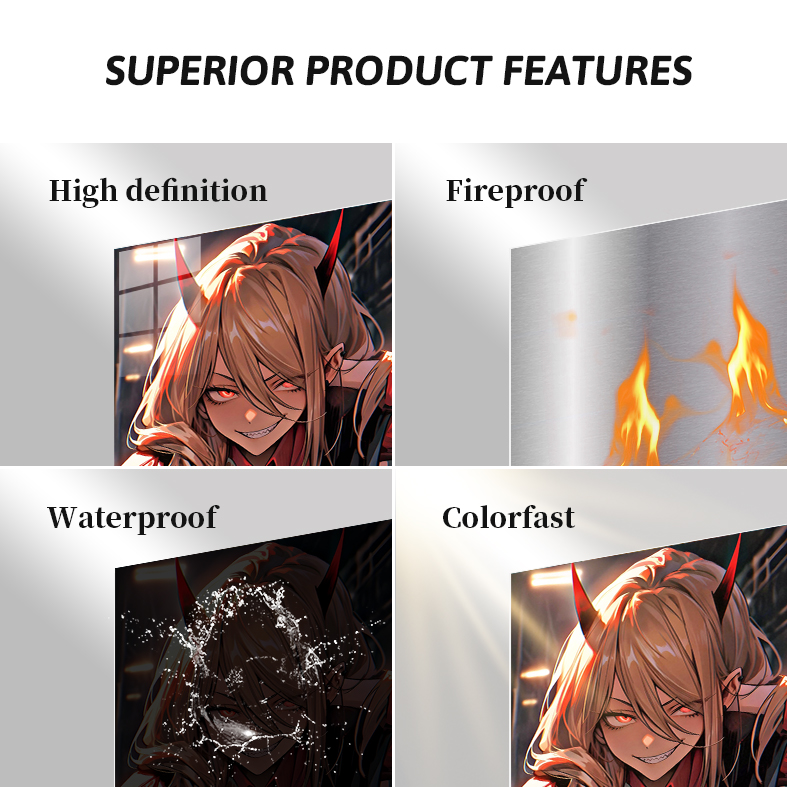 SUPERIOR PRODUCT FEATURES
High definition
Fireproof
Waterproof
Colorfast